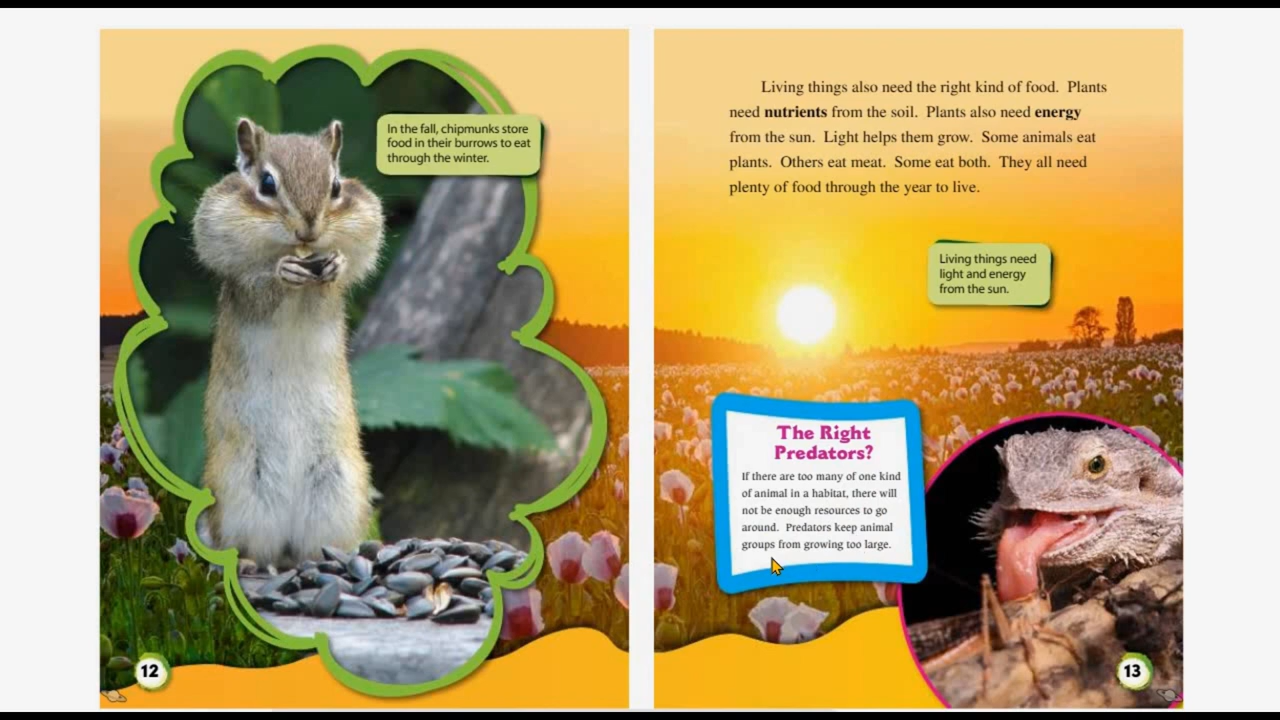 In the fall, chipmunks store
food in their burrows to eat
through the winter.
12
Living things also need the right kind of food. Plants
need nutrients from the soil. Plants also need energy
from the sun. Light helps them grow. Some animals eat
plants. Others eat meat. Some eat both. They all need
plenty of food through the year to live.
Living things need
light and energy
from the sun.
The Right
Predators?
If there are too many of one kind
of animal in a habitat, there will
not be enough resources to go
around. Predators keep animal
groups from growing too large.
13